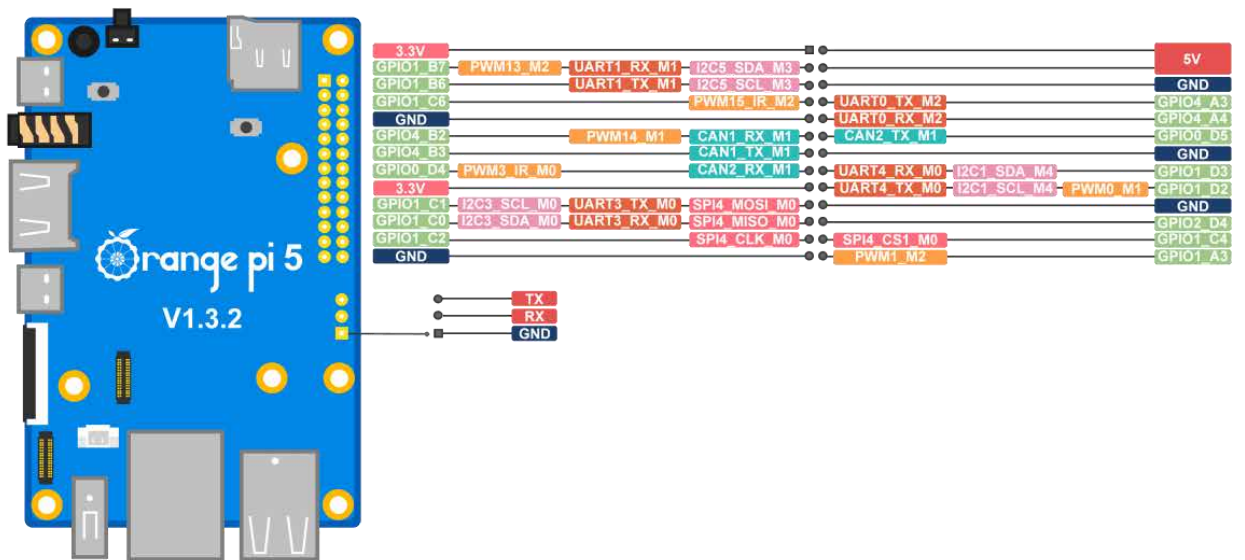 3.3V 5V
GPIO1_B7 PWM13_M2 UART1_RX_M1 I2C5_SDA_M3
GPIO1_B6 UART1_TX_M1 I2C5_SCL_M3 GND
GPIO1_C6 PWM15_IR_M2 UART0_TX_M2 GPIO4_A3
GND UART0_RX_M2 GPIO4_A4
GPIO4_B2 PWM14_M1 CAN1_RX_M1 CAN2_TX_M1 GPIO0_D5
GPIO4_B3 CAN1_TX_M1 GND
GPIO0_D4 PWM3_IR_M0 CAN2_RX_M1 UART4_RX_M0 I2C1_SDA_M4 GPIO1_D3
3.3V UART4_TX_M0 I2C1_SCL_M4 PWM0_M1 GPIO1_D2
GPIO1_C1 I2C3_SCL_M0 UART3_TX_M0 SPI4_MOSI_M0 GND
GPIO1_C0 I2C3_SDA_M0 UART3_RX_M0 SPI4_MISO_M0 GPIO2_D4
GPIO1_C2 SPI4_CLK_M0 SPI4_CS1_M0 GPIO1_C4
GND PWM1_M2 GPIO1_A3
Orange pi 5
V1.3.2
TX
RX
GND